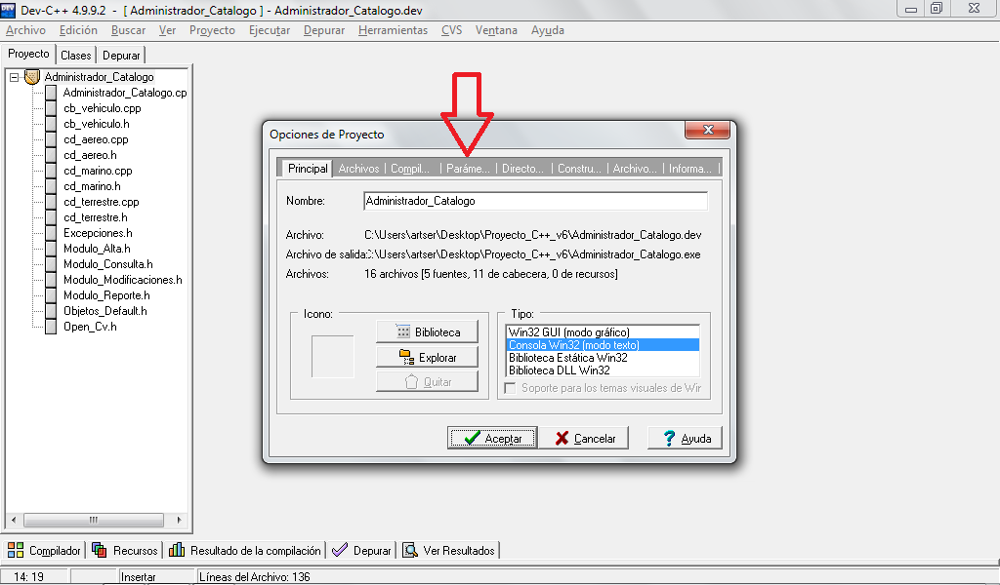 Dev-C++ 4.9.9.2 - [ Administrador_Catalogo ] - Administrador_Catalogo.dev
Archivo Edición Buscar Ver Proyecto Ejecutar Depurar Herramientas CVS Ventana Ayuda
Proyecto Clases Depurar
Administrador_Catalogo
Administrador_Catalogo.cp
cb_vehiculo.cpp
cb_vehiculo.h
cd_aereo.cpp
cd_aereo.h
cd_marino.cpp
cd_marino.h
cd_terrestre.cpp
cd_terrestre.h
Excepciones.h
Modulo_Alta.h
Modulo_Consulta.h
Modulo_Modificaciones.h
Modulo_Reporte.h
Objetos_Default.h
Open_Cv.h
Opciones de Proyecto
Principal Archivos Compil... Paráme... Directo... Constru... Archivo... Informa...
Nombre: Administrador_Catalogo
Archivo: C:\Users\artser\Desktop\Proyecto_C++_v6\Administrador_Catalogo.dev
Archivo de salida: :\Users\artser\Desktop\Proyecto_C++_v6\Administrador_Catalogo.exe
Archivos: 16 archivos [5 fuentes, 11 de cabecera, 0 de recursos]
Icono:
Biblioteca
Explorar
Quitar
Tipo:
Win32 GUI (modo gráfico)
Consola Win32 (modo texto)
Biblioteca Estática Win32
Biblioteca DLL Win32
Soporte para los temas visuales de Wir
Aceptar Cancelar Ayuda
Compilador Recursos Resultado de la compilación Depurar Ver Resultados
14: 19 Insertar Líneas del Archivo: 136